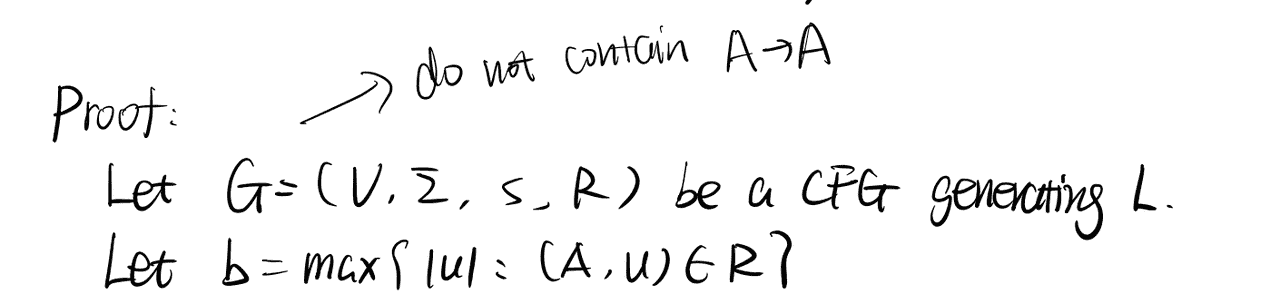 do not contain A→A
Proof:
Let G=(V, Σ, S, R) be a CFG generating L.
Let b=max{|u|: (A,u)∈R}